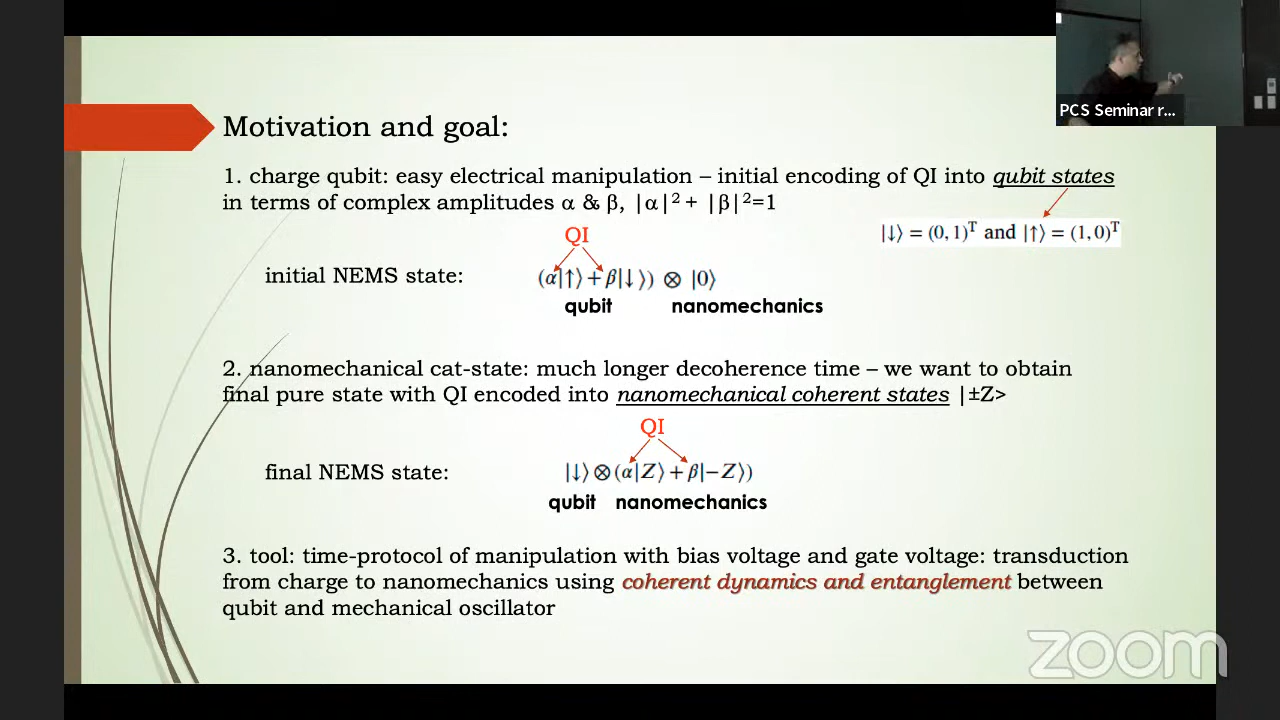 PCS Seminar r...
Motivation and goal:
1. charge qubit: easy electrical manipulation – initial encoding of QI into qubit states
in terms of complex amplitudes α & β, |α|² + |β|²=1
|↓⟩ = (0, 1)ᵀ and |↑⟩ = (1, 0)ᵀ
QI
initial NEMS state: (α|↑⟩ + β|↓⟩) ⊗ |0⟩
qubit nanomechanics
2. nanomechanical cat-state: much longer decoherence time – we want to obtain
final pure state with QI encoded into nanomechanical coherent states |±Z>
QI
final NEMS state: |↓⟩⊗(α|Z⟩ + β|−Z⟩)
qubit nanomechanics
3. tool: time-protocol of manipulation with bias voltage and gate voltage: transduction
from charge to nanomechanics using coherent dynamics and entanglement between
qubit and mechanical oscillator
zoom